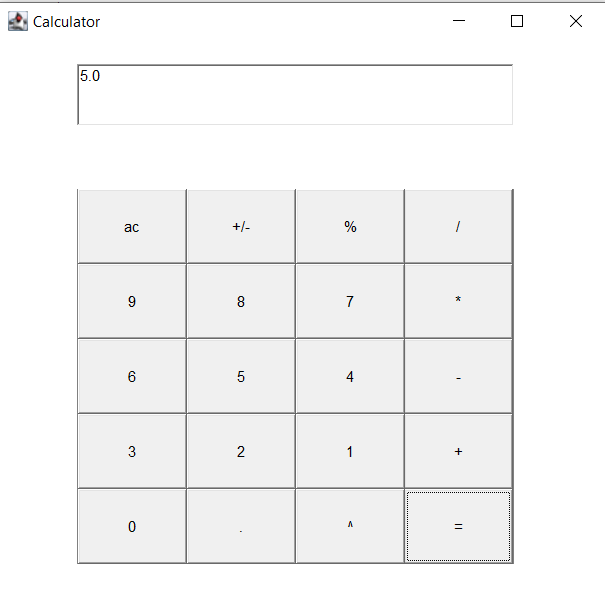 Calculator
5.0
ac +/- % /
9 8 7 *
6 5 4 -
3 2 1 +
0 . ^ =